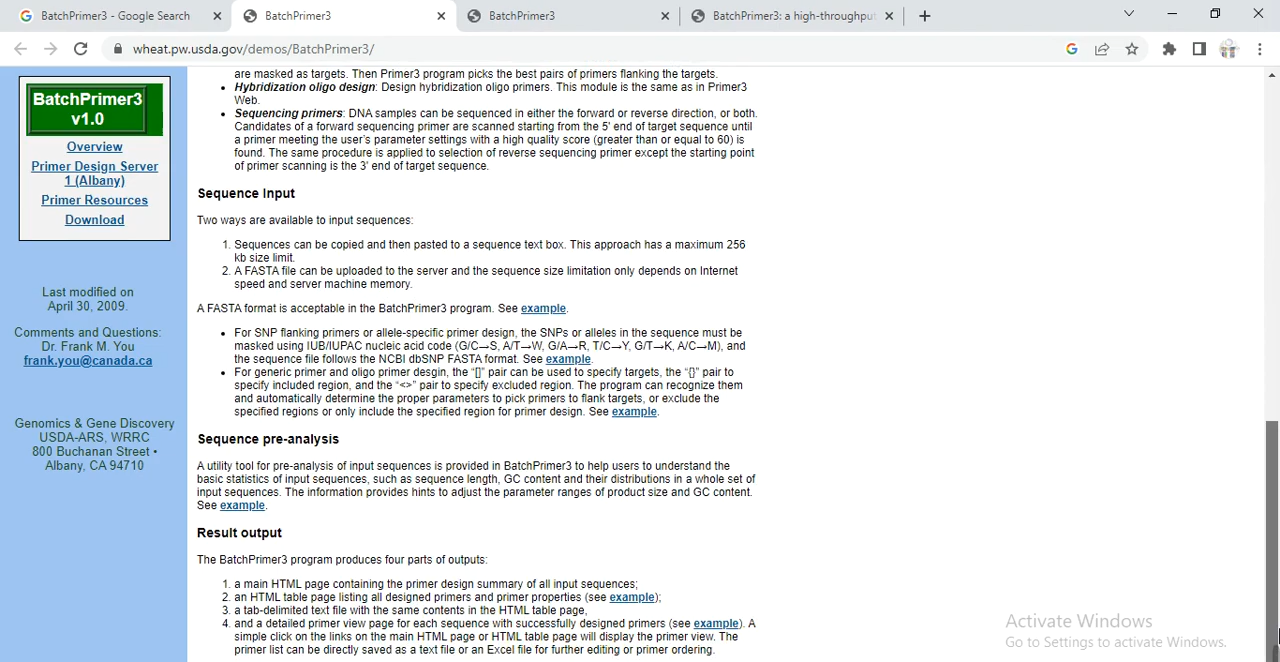 BatchPrimer3 - Google Search
BatchPrimer3
BatchPrimer3
BatchPrimer3: a high-throughpu
wheat.pw.usda.gov/demos/BatchPrimer3/
BatchPrimer3
v1.0
Overview
Primer Design Server
1 (Albany)
Primer Resources
Download
Last modified on
April 30, 2009.
Comments and Questions:
Dr. Frank M. You
frank.you@canada.ca
Genomics & Gene Discovery
USDA-ARS, WRRC
800 Buchanan Street •
Albany, CA 94710
are masked as targets. Then Primer3 program picks the best pairs of primers flanking the targets.
• Hybridization oligo design: Design hybridization oligo primers. This module is the same as in Primer3
Web.
• Sequencing primers: DNA samples can be sequenced in either the forward or reverse direction, or both.
Candidates of a forward sequencing primer are scanned starting from the 5' end of target sequence until
a primer meeting the user's parameter settings with a high quality score (greater than or equal to 60) is
found. The same procedure is applied to selection of reverse sequencing primer except the starting point
of primer scanning is the 3' end of target sequence.
Sequence Input
Two ways are available to input sequences:
1. Sequences can be copied and then pasted to a sequence text box. This approach has a maximum 256
kb size limit.
2. A FASTA file can be uploaded to the server and the sequence size limitation only depends on Internet
speed and server machine memory.
A FASTA format is acceptable in the BatchPrimer3 program. See example.
• For SNP flanking primers or allele-specific primer design, the SNPs or alleles in the sequence must be
masked using IUB/IUPAC nucleic acid code (G/C→S, A/T→W, G/A→R, T/C→Y, G/T→K, A/C→M), and
the sequence file follows the NCBI dbSNP FASTA format. See example.
• For generic primer and oligo primer desgin, the “[]” pair can be used to specify targets, the “{}” pair to
specify included region, and the “<>” pair to specify excluded region. The program can recognize them
and automatically determine the proper parameters to pick primers to flank targets, or exclude the
specified regions or only include the specified region for primer design. See example.
Sequence pre-analysis
A utility tool for pre-analysis of input sequences is provided in BatchPrimer3 to help users to understand the
basic statistics of input sequences, such as sequence length, GC content and their distributions in a whole set of
input sequences. The information provides hints to adjust the parameter ranges of product size and GC content.
See example.
Result output
The BatchPrimer3 program produces four parts of outputs:
1. a main HTML page containing the primer design summary of all input sequences;
2. an HTML table page listing all designed primers and primer properties (see example);
3. a tab-delimited text file with the same contents in the HTML table page,
4. and a detailed primer view page for each sequence with successfully designed primers (see example). A
simple click on the links on the main HTML page or HTML table page will display the primer view. The
primer list can be directly saved as a text file or an Excel file for further editing or primer ordering.
Activate Windows
Go to Settings to activate Windows.